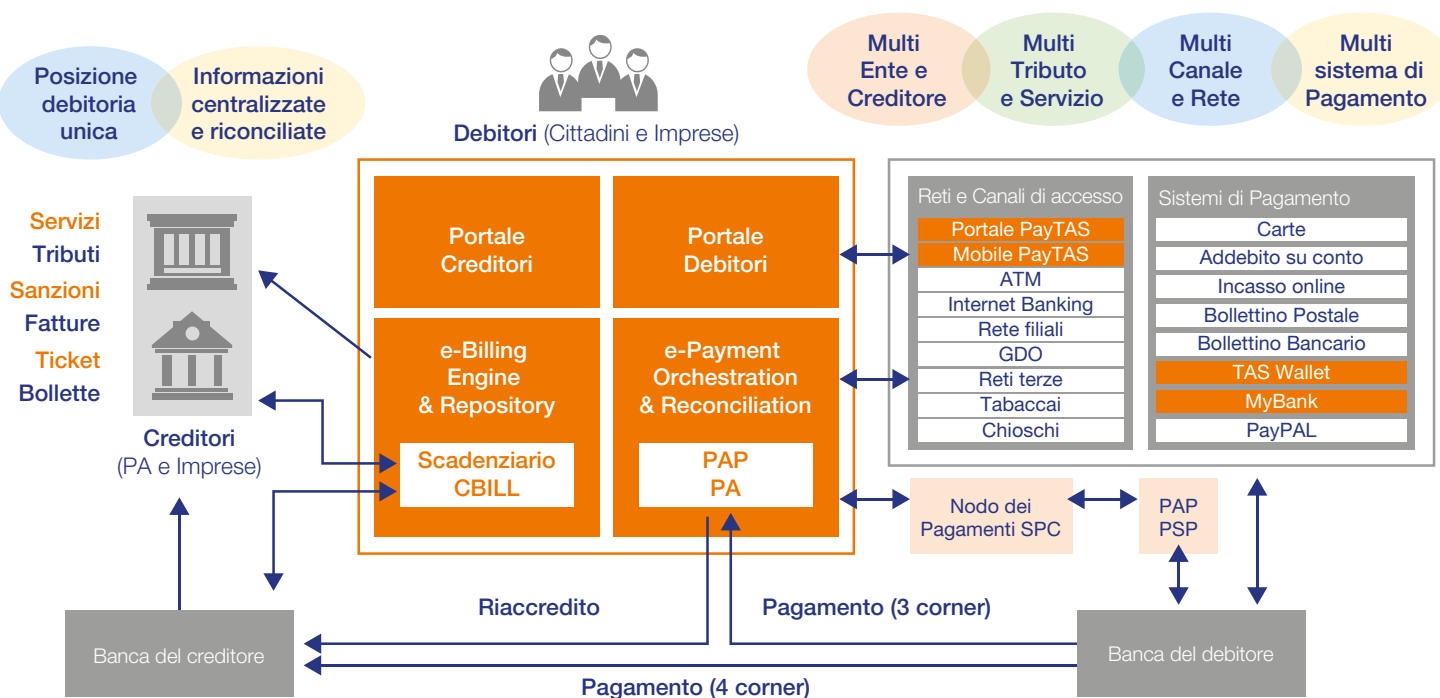 Posizione
debitoria
unica
Informazioni
centralizzate
e riconciliate
Debitori (Cittadini e Imprese)
Multi
Ente e
Creditore
Multi
Tributo
e Servizio
Multi
Canale
e Rete
Multi
sistema di
Pagamento
Servizi
Tributi
Sanzioni
Fatture
Ticket
Bollette
Creditori
(PA e Imprese)
Portale
Creditori
Portale
Debitori
e-Billing
Engine
& Repository
Scadenziario
CBILL
e-Payment
Orchestration
& Reconciliation
PAP
PA
Reti e Canali di accesso
Portale PayTAS
Mobile PayTAS
ATM
Internet Banking
Rete filiali
GDO
Reti terze
Tabaccai
Chioschi
Sistemi di Pagamento
Carte
Addebito su conto
Incasso online
Bollettino Postale
Bollettino Bancario
TAS Wallet
MyBank
PayPAL
Nodo dei
Pagamenti SPC
PAP
PSP
Riaccredito
Pagamento (3 corner)
Banca del creditore
Banca del debitore
Pagamento (4 corner)